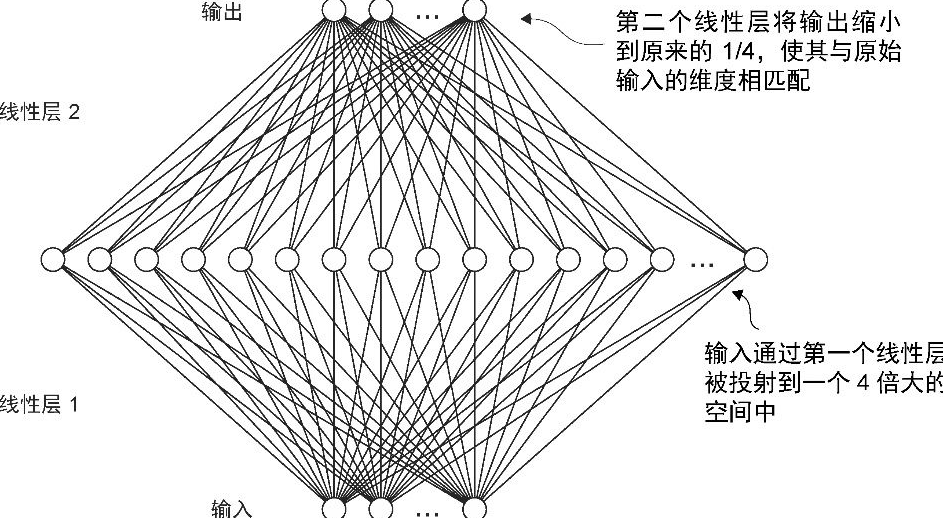 输出
...
第二个线性层将输出缩小
到原来的 1/4，使其与原始
输入的维度相匹配
线性层 2
...
输入通过第一个线性层
被投射到一个 4 倍大的
空间中
线性层 1
输入
...